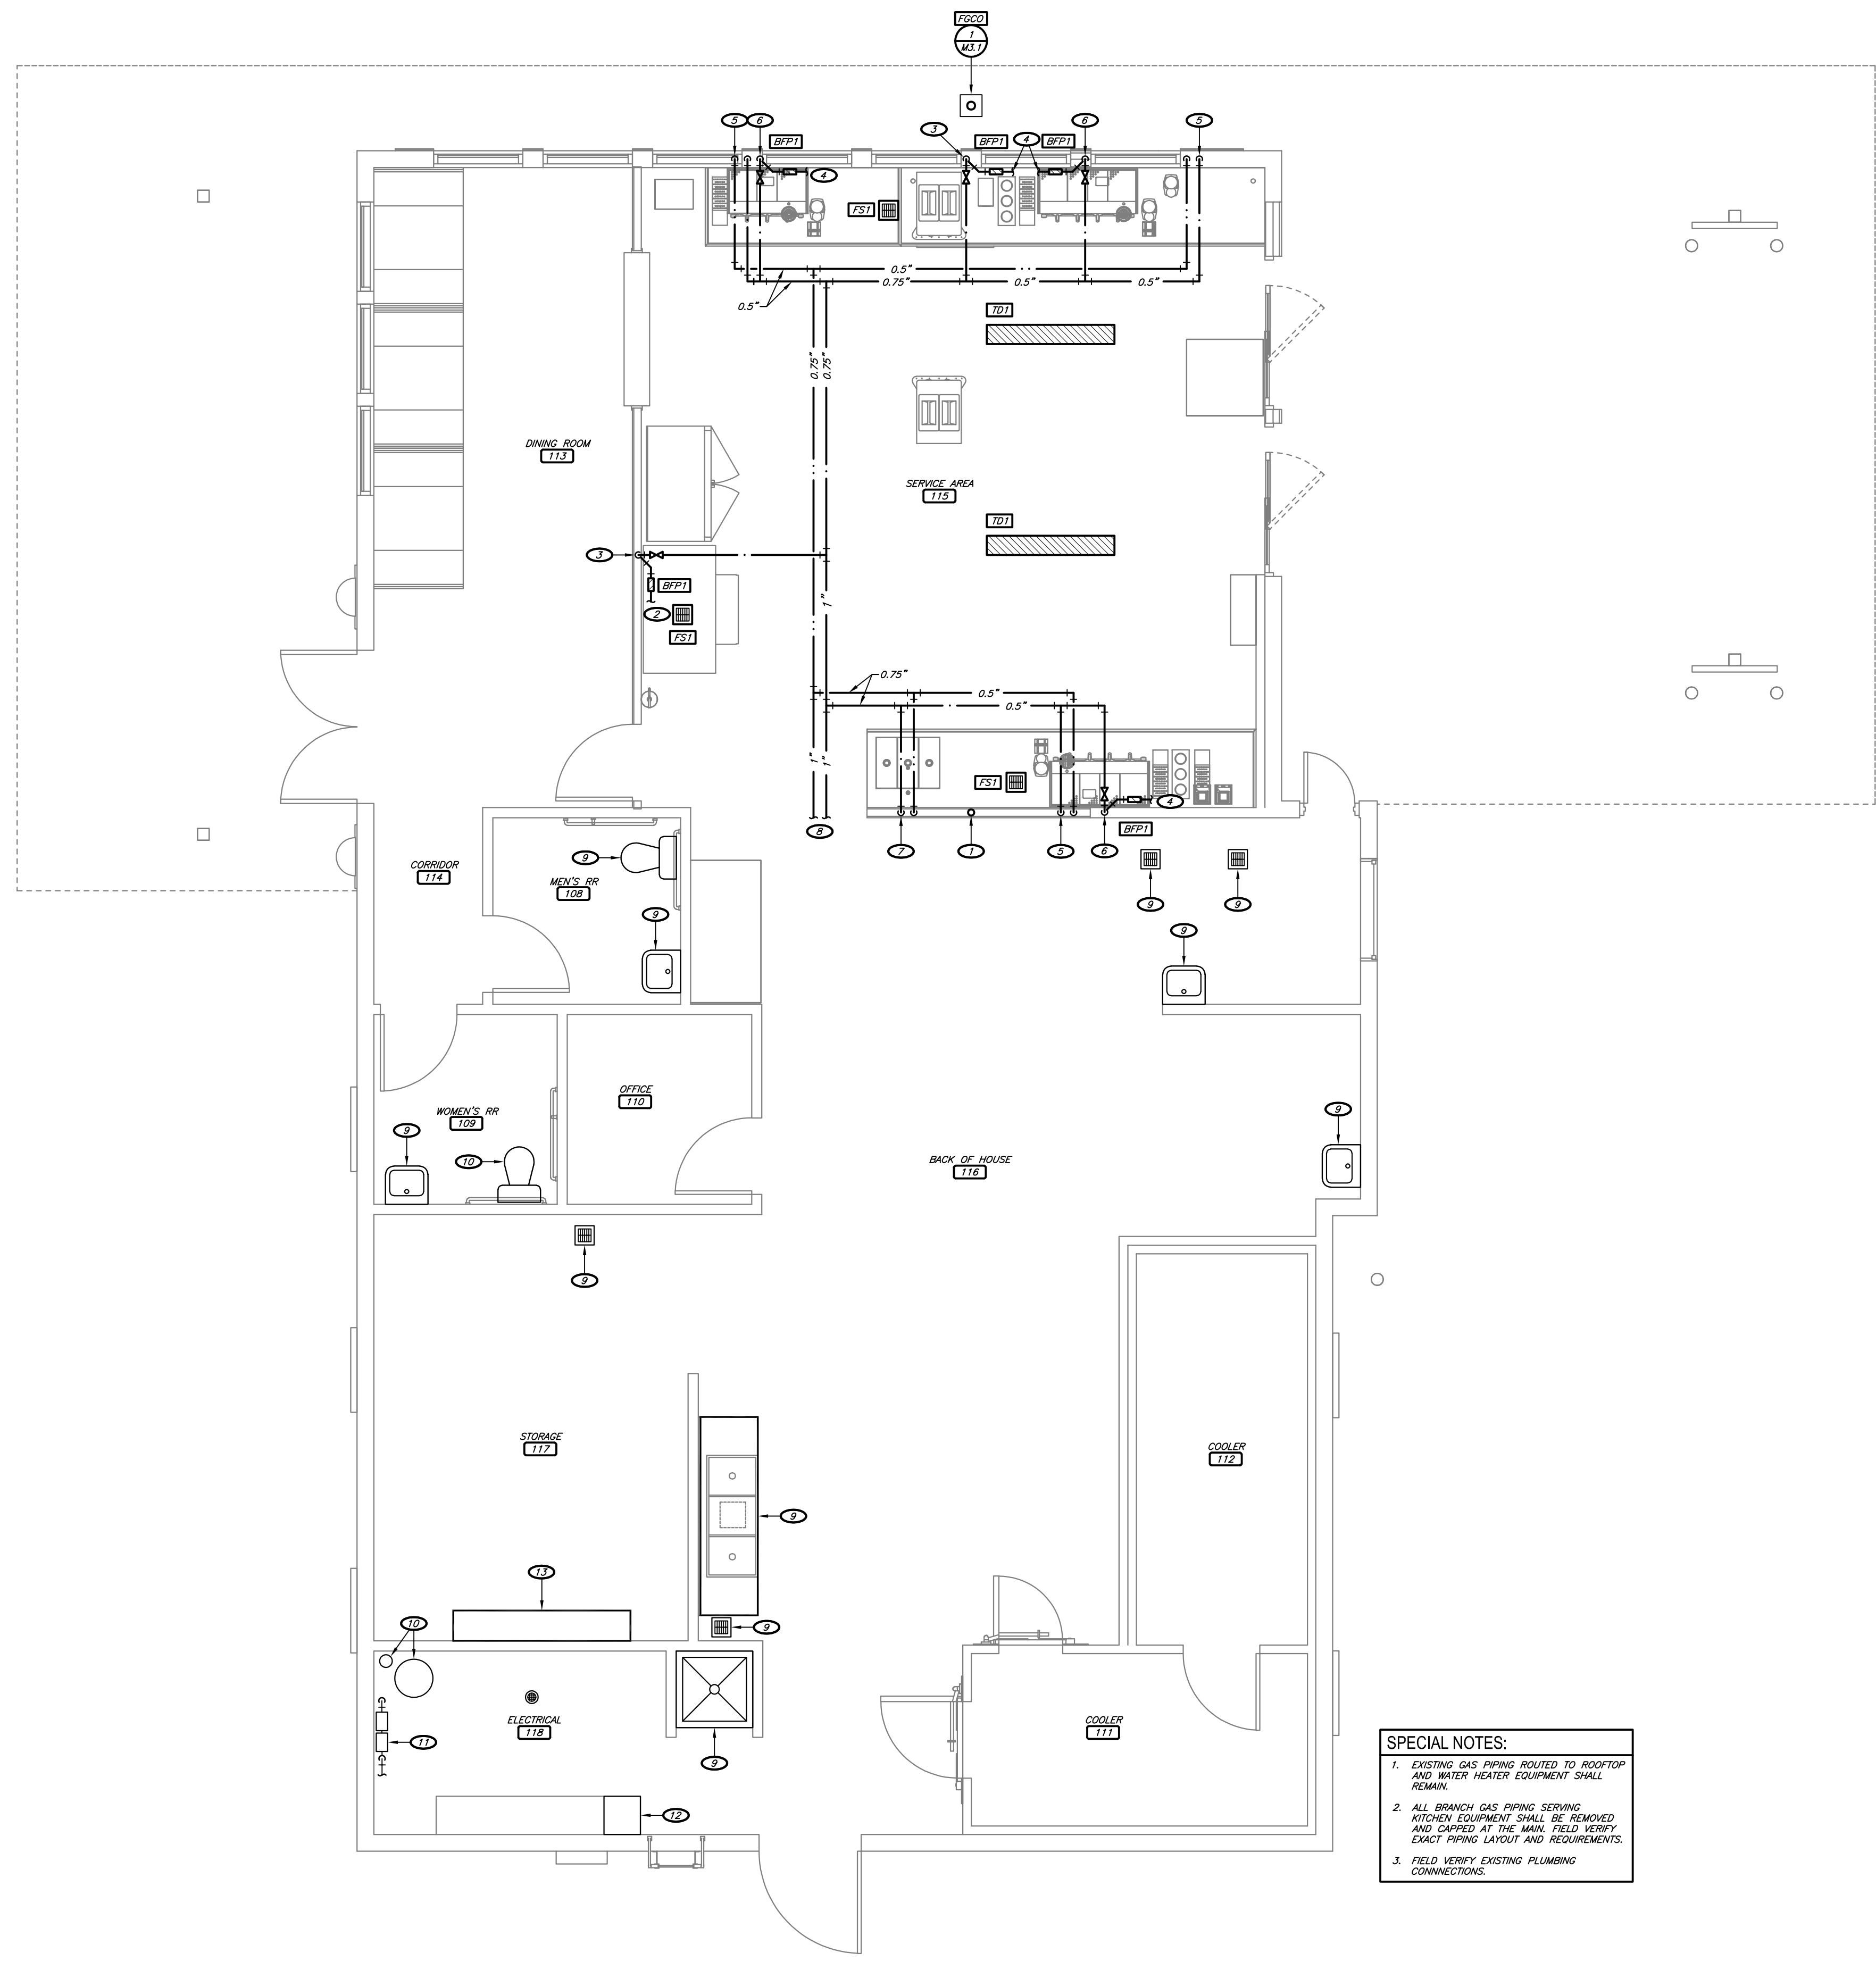 FGCO
1
M3.1
5
6
BFP1
3
BFP1
4
BFP1
6
5
4
FS1
0.5"
0.75"
0.5"
0.5"
0.5"
TD1
0.75"
0.75"
DINING ROOM
113
SERVICE AREA
115
TD1
3
BFP1
2
FS1
1"
0.75"
0.5"
0.5"
1"
1"
FS1
4
8
7
1
5
6
BFP1
CORRIDOR
114
9
MEN'S RR
108
9
9
9
9
OFFICE
110
WOMEN'S RR
109
9
10
9
BACK OF HOUSE
116
9
STORAGE
117
COOLER
112
9
13
10
9
ELECTRICAL
118
11
9
COOLER
111
12
SPECIAL NOTES:
1. EXISTING GAS PIPING ROUTED TO ROOFTOP
AND WATER HEATER EQUIPMENT SHALL
REMAIN.
2. ALL BRANCH GAS PIPING SERVING
KITCHEN EQUIPMENT SHALL BE REMOVED
AND CAPPED AT THE MAIN. FIELD VERIFY
EXACT PIPING LAYOUT AND REQUIREMENTS.
3. FIELD VERIFY EXISTING PLUMBING
CONNNECTIONS.